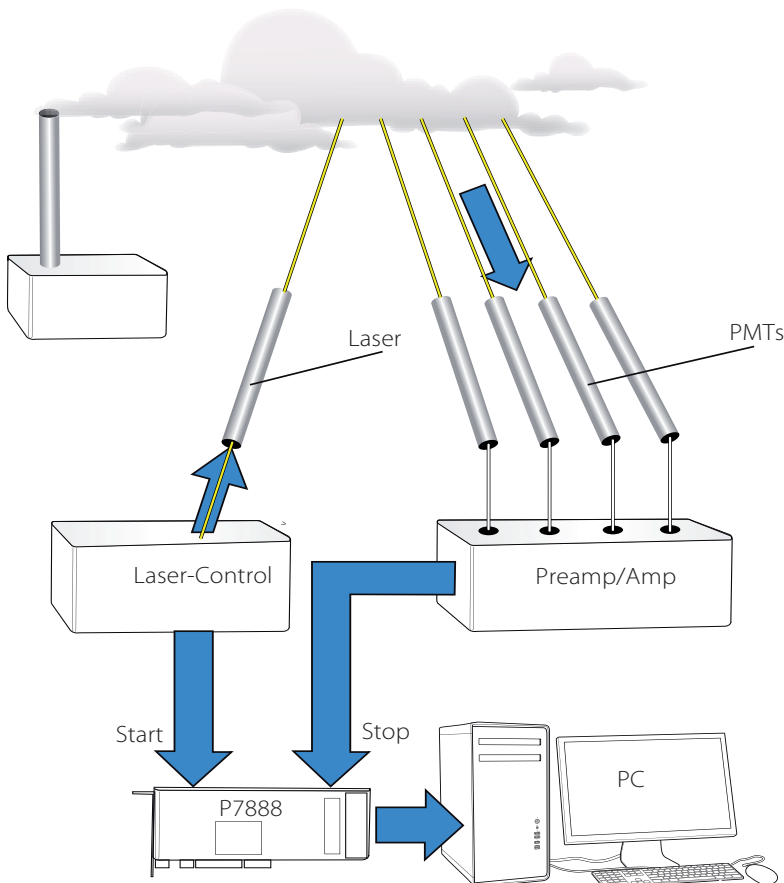 Laser
PMTs
Laser-Control
Preamp/Amp
Start
Stop
P7888
PC